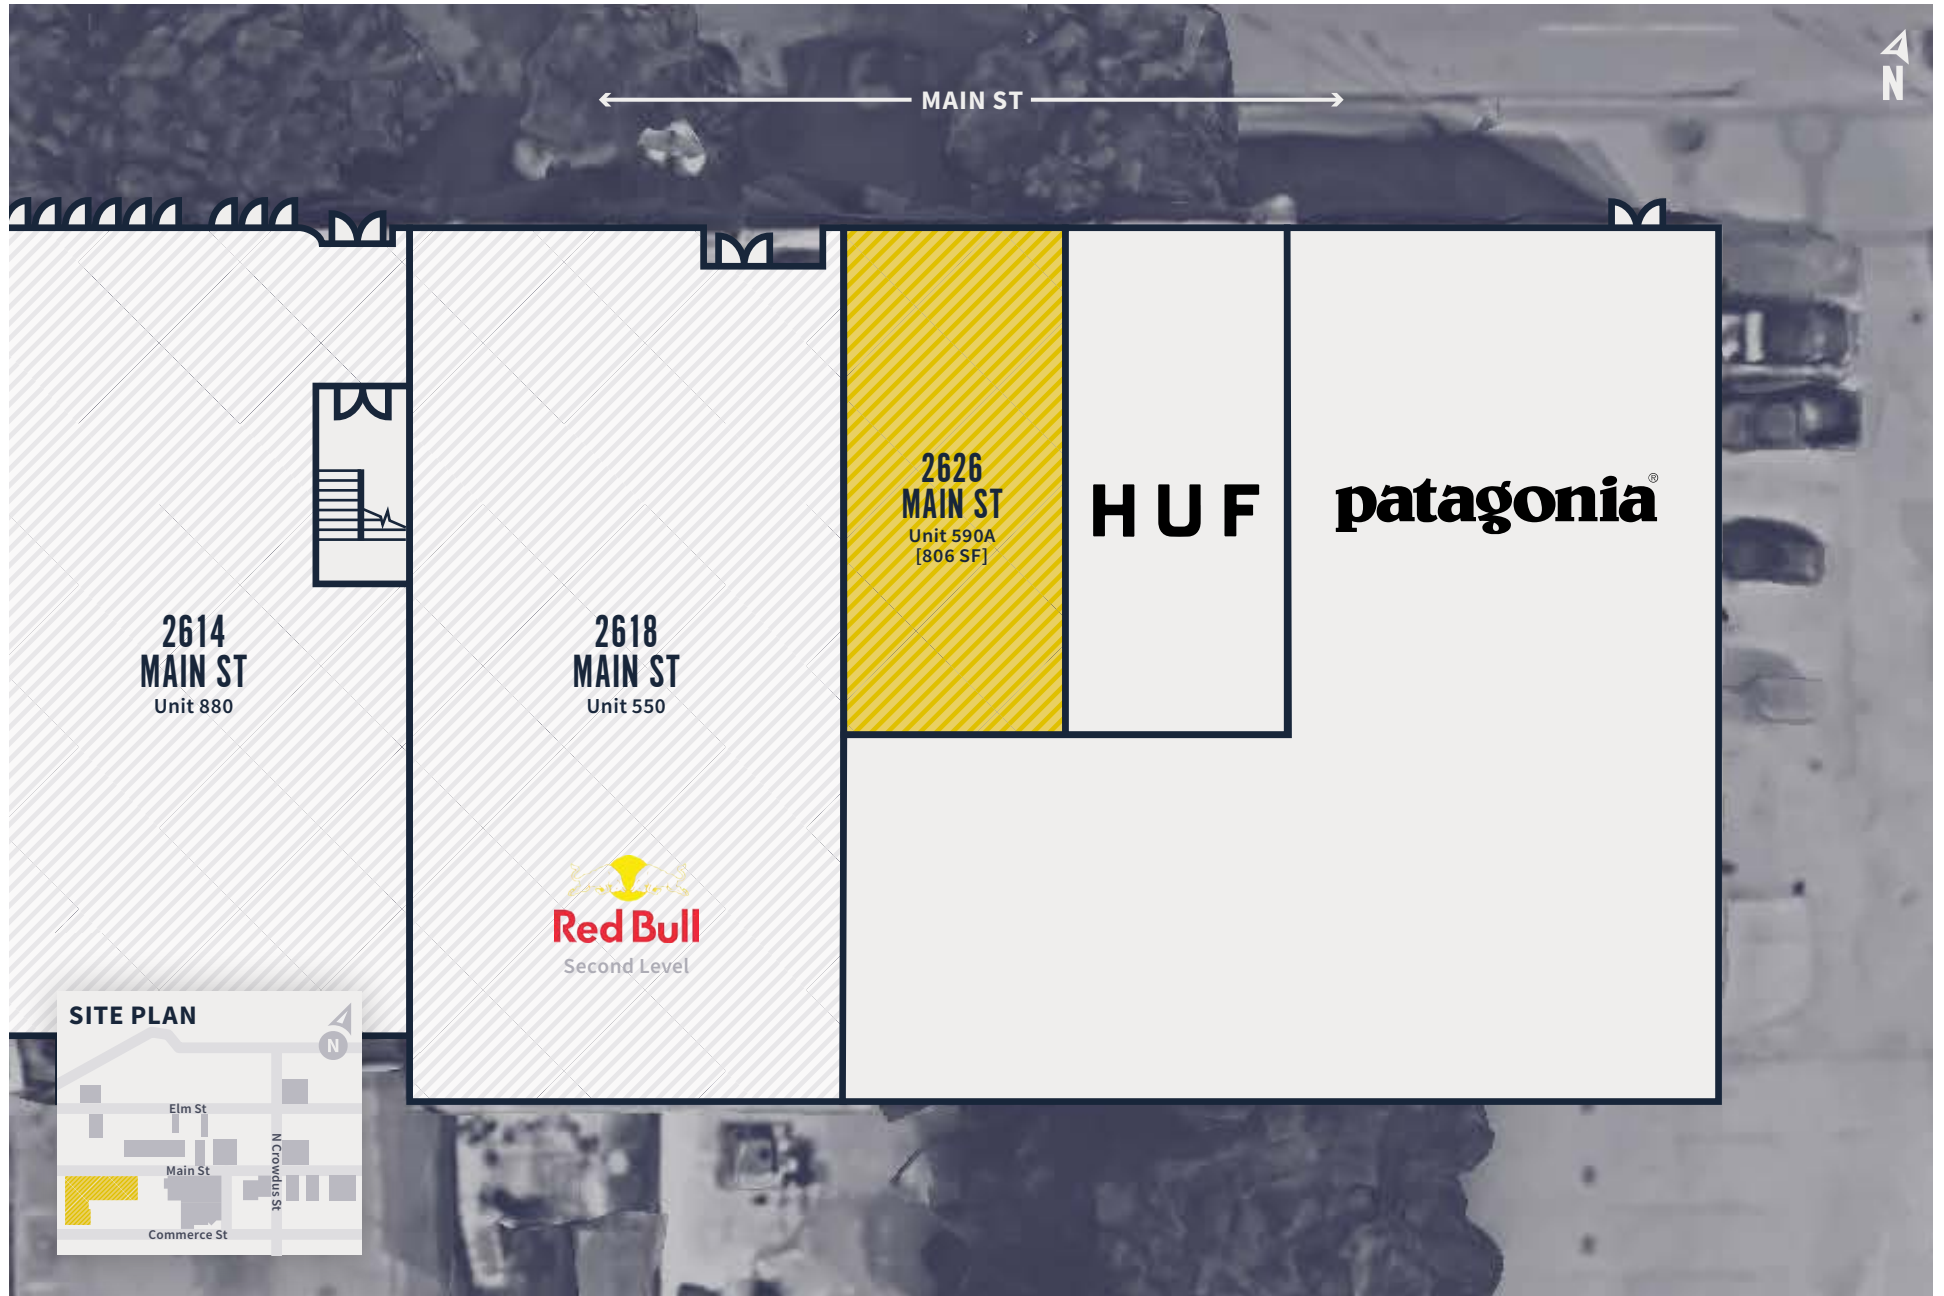 MAIN ST
N
2626
MAIN ST
Unit 590A
[806 SF]
HUF
patagonia®
2614
MAIN ST
Unit 880
2618
MAIN ST
Unit 550
Red Bull
Second Level
SITE PLAN
N
Elm St
N Crowdus St
Main St
Commerce St